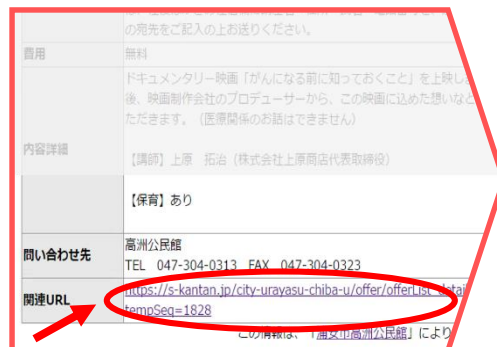 の宛先をご記入の上お送りください。
費用 無料
ドキュメンタリー映画「がんになる前に知っておくこと」を上映し
後、映画制作会社のプロデューサーから、この映画に込めた想いなど
ただきます。（医療関係のお話はできません）
内容詳細
【講師】上原 拓治（株式会社上原商店代表取締役）
【保育】あり
問い合わせ先 高洲公民館
TEL 047-304-0313 FAX 047-304-0323
関連URL https://s-kantan.jp/city-urayasu-chiba-u/offer/offerList_detai
tempSeq=1828
この情報は、「浦安市高洲公民館」により